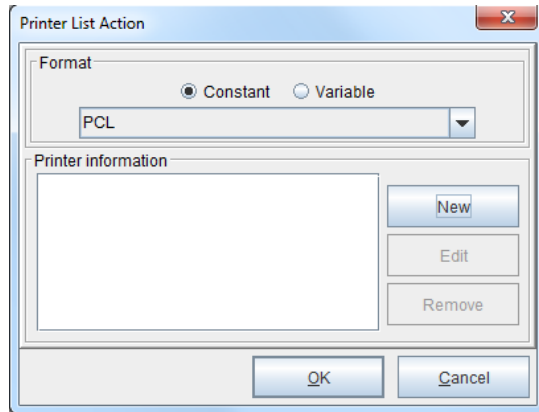 Printer List Action
Format
Constant Variable
PCL
Printer information
New
Edit
Remove
OK Cancel